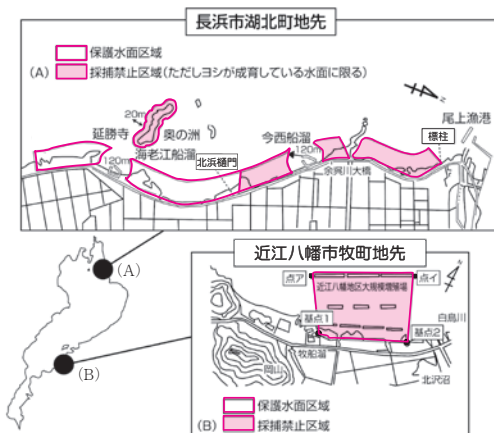 長浜市湖北町地先
保護水面区域
(A) 採捕禁止区域(ただしヨシが成育している水面に限る)
20m
延勝寺
奥の洲
海老江船溜
120m
北浜樋門
今西船溜
120m
余呉川大橋
標柱
尾上漁港
(A)
(B)
近江八幡市牧町地先
点ア
点イ
近江八幡地区大規模増殖場
基点1
基点2
白鳥川
牧船溜
岡山
北沢沼
保護水面区域
(B) 採捕禁止区域